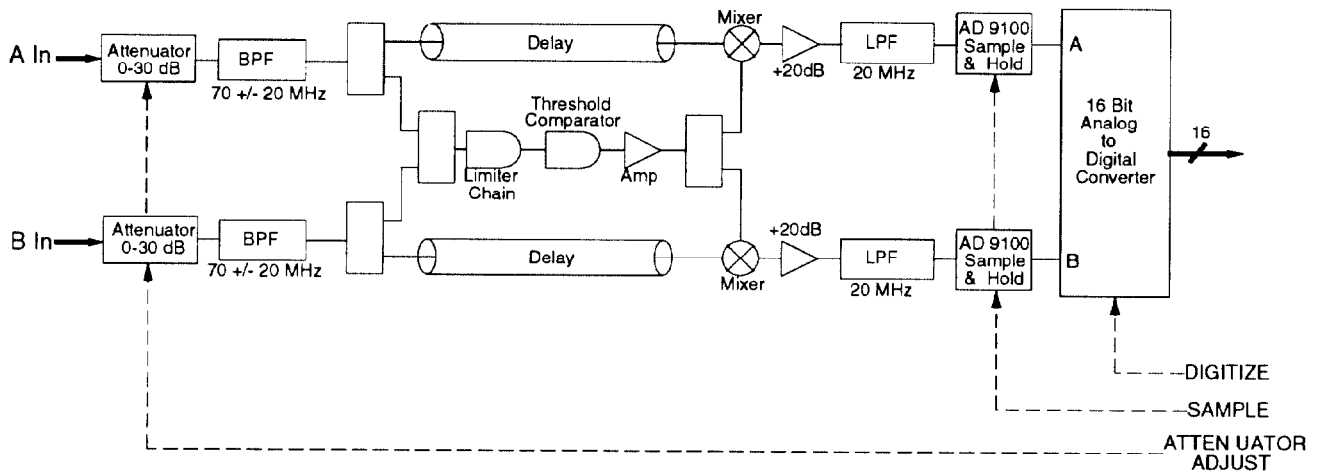 A In
Attenuator
0-30 dB
BPF
70 +/- 20 MHz
Delay
Mixer
+20dB
LPF
20 MHz
AD 9100
Sample
& Hold
A
16 Bit
Analog
to
Digital
Converter
16
Limiter
Chain
Threshold
Comparator
Amp
B In
Attenuator
0-30 dB
BPF
70 +/- 20 MHz
Delay
Mixer
+20dB
LPF
20 MHz
AD 9100
Sample
& Hold
B
DIGITIZE
SAMPLE
ATTEN UATOR
ADJUST